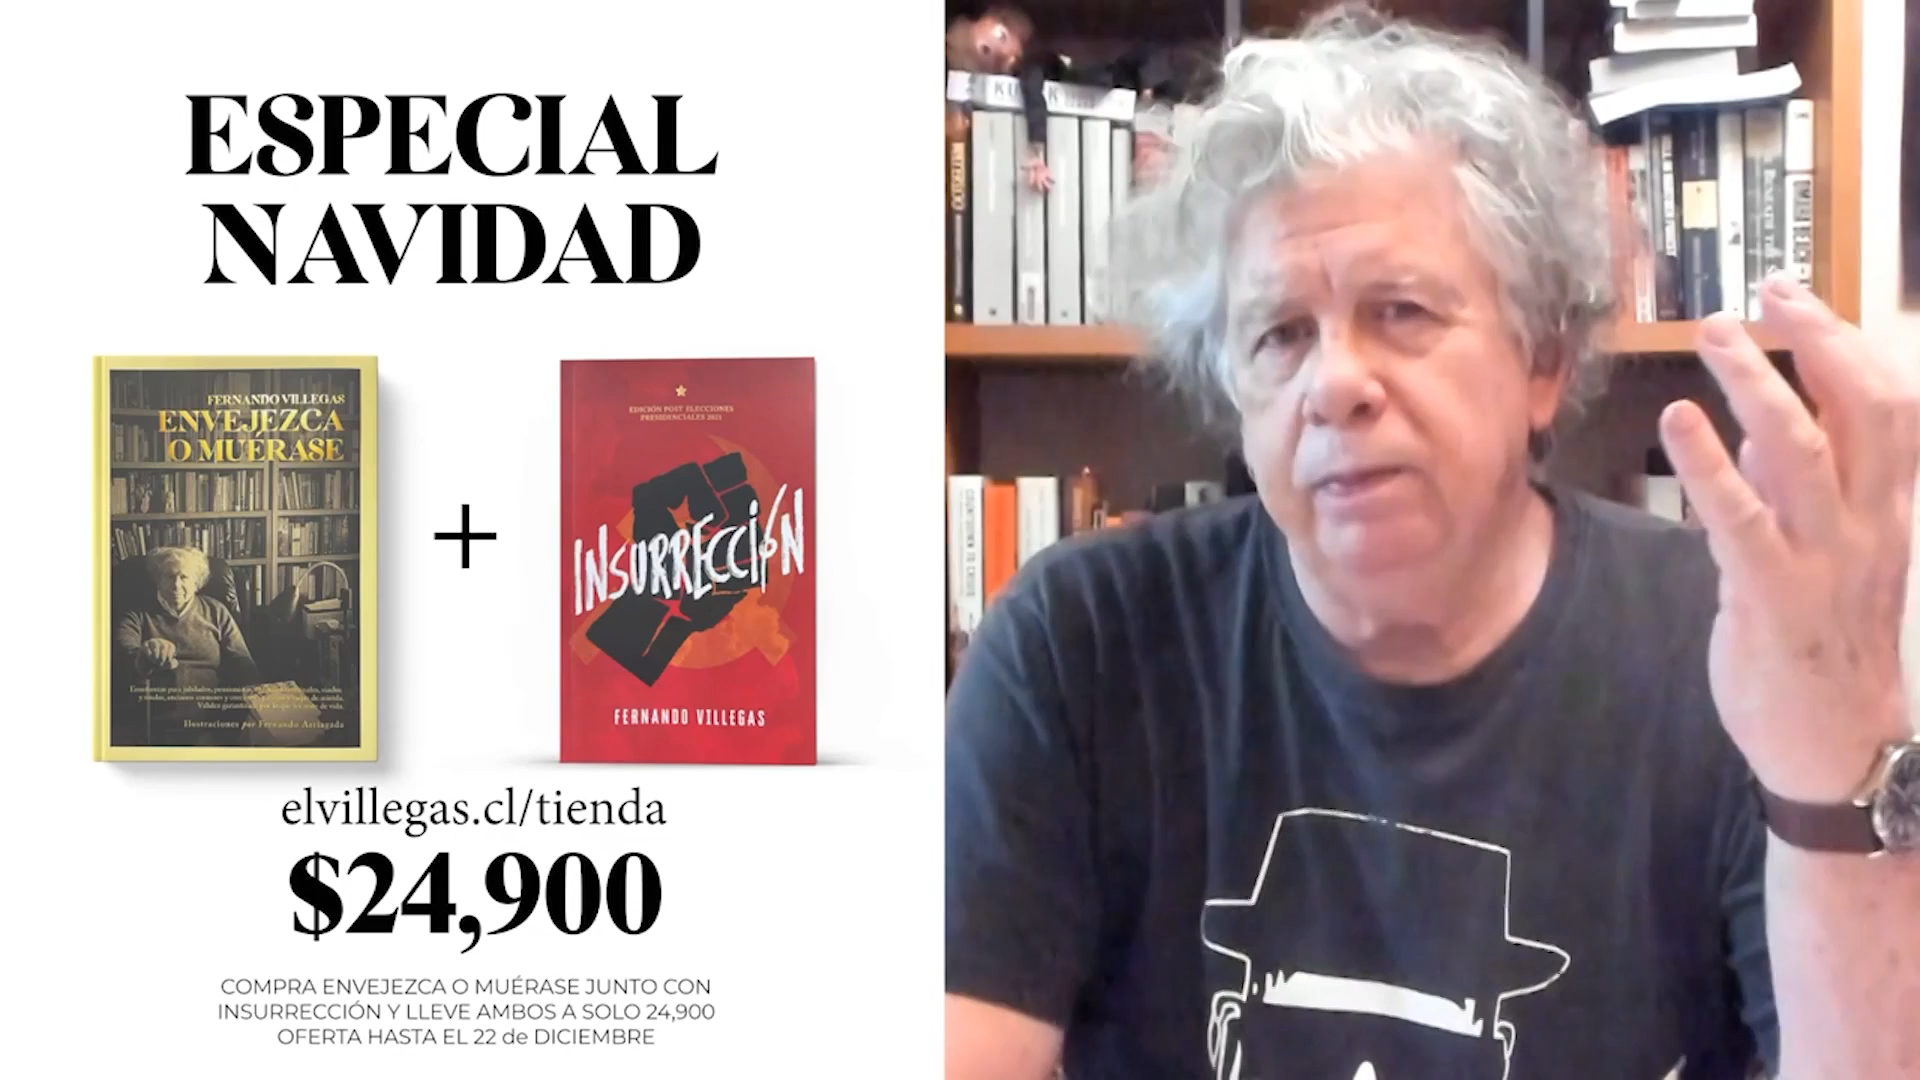 ESPECIAL
NAVIDAD
FERNANDO VILLEGAS
ENVEJEZCA
O MUÉRASE
Ilustraciones por Fernando Arriagada
+
EDICIÓN POST ELECCIONES
PRESIDENCIALES 2021
INSURRECCIÓN
FERNANDO VILLEGAS
elvillegas.cl/tienda
$24,900
COMPRA ENVEJEZCA O MUÉRASE JUNTO CON
INSURRECCIÓN Y LLEVE AMBOS A SOLO 24,900
OFERTA HASTA EL 22 de DICIEMBRE